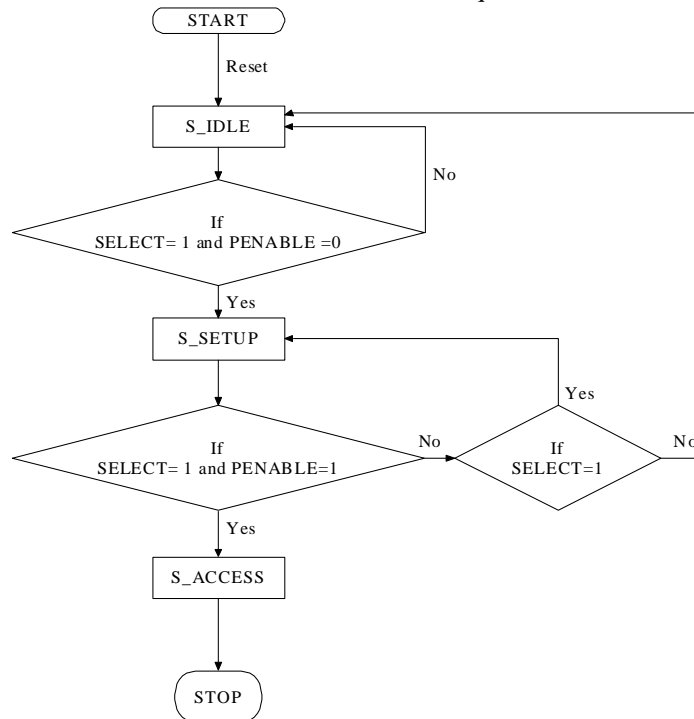 START
Reset
S_IDLE
No
If
SELECT= 1 and PENABLE =0
Yes
S_SETUP
Yes
If
SELECT= 1 and PENABLE=1
No
If
SELECT=1
No
Yes
S_ACCESS
STOP